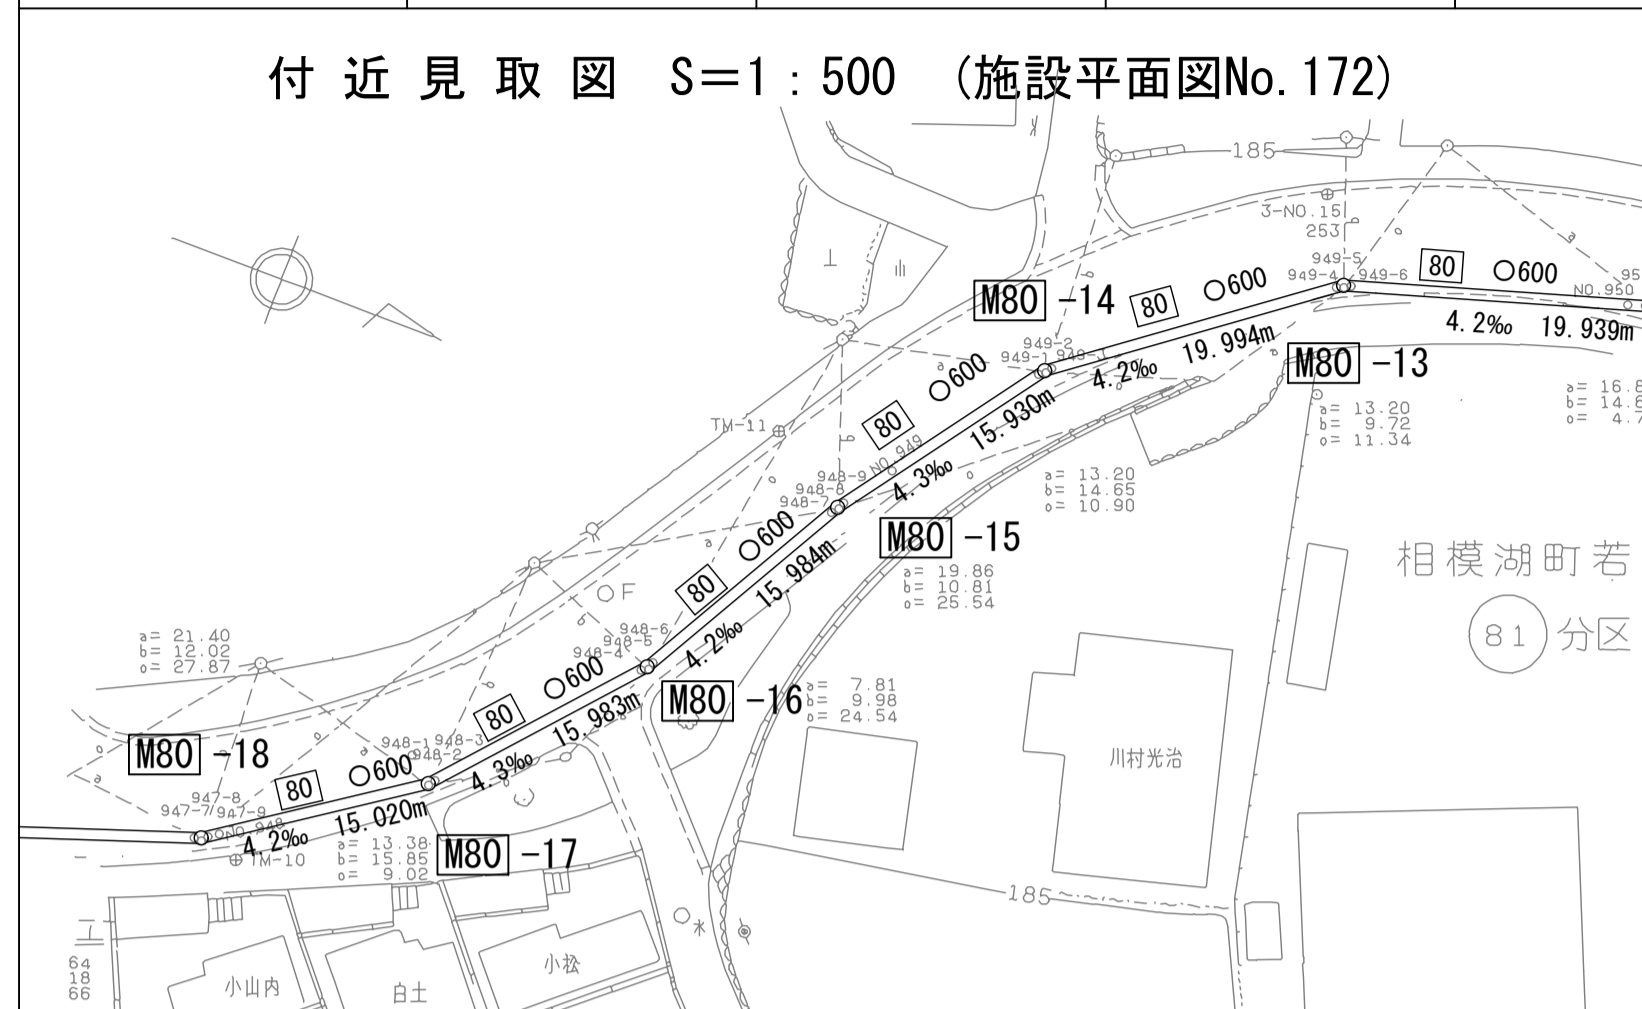 付近見取図 S=1:500 (施設平面図No.172)
185
3-NO.15
253
949-5
949-4
949-6
80
○600
NO.950
4.2‰
19.939m
M80 -14
80
○600
19.994m
4.2‰
M80 -13
949-2
949-1
a= 13.20
b= 9.72
o= 11.34
TM-11
80
○600
15.930m
4.3‰
NO.949
948-9
948-8
948-7
a= 13.20
b= 14.65
o= 10.90
M80 -15
a= 19.86
b= 10.81
o= 25.54
相模湖町若
81 分区
F
80
○600
15.984m
4.2‰
948-6
948-5
948-4
a= 21.40
b= 12.02
o= 27.87
M80 -16
a= 7.81
b= 9.98
o= 24.54
80
○600
15.983m
4.3‰
川村光治
M80 -18
948-1
948-3
948-2
80
○600
15.020m
4.2‰
947-8
947-7
947-9
NO.948
TM-10
a= 13.38
b= 15.85
o= 9.02
M80 -17
185
小山内
白土
小松
64
18
66